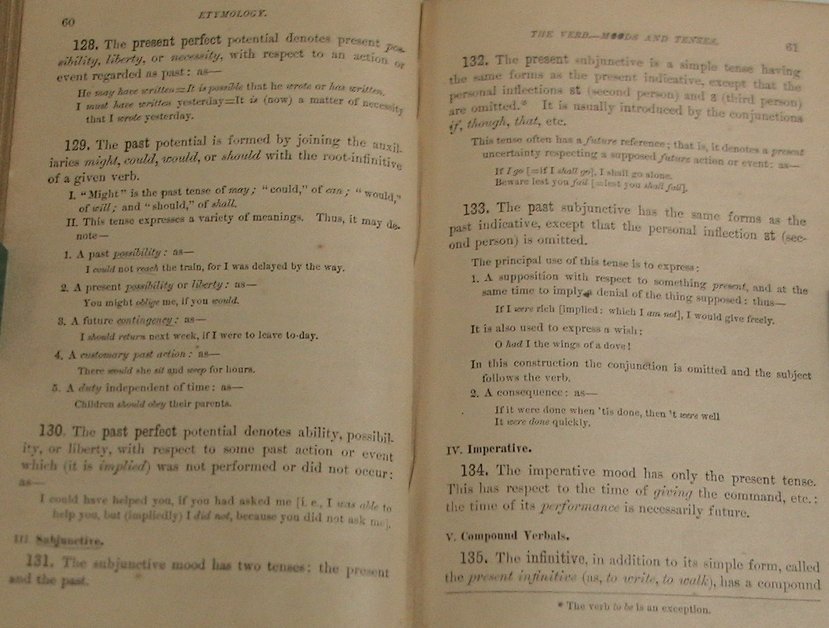 60
ETYMOLOGY.
128. The present perfect potential denotes present pos-
sibility, liberty, or necessity, with respect to an action or
event regarded as past: as—
He may have written=It is possible that he wrote or has written.
I must have written yesterday=It is (now) a matter of necessity
that I wrote yesterday.
129. The past potential is formed by joining the auxil-
iaries might, could, would, or should with the root-infinitive
of a given verb.
I. "Might" is the past tense of may; "could," of can; "would,"
of will; and "should," of shall.
II. This tense expresses a variety of meanings. Thus, it may de-
note—
1. A past possibility: as—
I could not reach the train, for I was delayed by the way.
2. A present possibility or liberty: as—
You might oblige me, if you would.
3. A future contingency: as—
I should return next week, if I were to leave to-day.
4. A customary past action: as—
There would she sit and weep for hours.
5. A duty independent of time: as—
Children should obey their parents.
130. The past perfect potential denotes ability, possibil-
ity, or liberty, with respect to some past action or event
which (it is implied) was not performed or did not occur:
as—
I could have helped you, if you had asked me [i. e., I was able to
help you, but (impliedly) I did not, because you did not ask me].
III. Subjunctive.
131. The subjunctive mood has two tenses: the present
and the past.
THE VERB.—MOODS AND TENSES.
61
132. The present subjunctive is a simple tense having
the same forms as the present indicative, except that the
personal inflections st (second person) and s (third person)
are omitted.* It is usually introduced by the conjunctions
if, though, that, etc.
This tense often has a future reference; that is, it denotes a present
uncertainty respecting a supposed future action or event: as—
If I go [=if I shall go], I shall go alone.
Beware lest you fail [=lest you shall fail].
133. The past subjunctive has the same forms as the
past indicative, except that the personal inflection st (sec-
ond person) is omitted.
The principal use of this tense is to express:
1. A supposition with respect to something present, and at the
same time to imply a denial of the thing supposed: thus—
If I were rich [implied: which I am not], I would give freely.
It is also used to express a wish:
O had I the wings of a dove!
In this construction the conjunction is omitted and the subject
follows the verb.
2. A consequence: as—
If it were done when 'tis done, then 't were well
It were done quickly.
IV. Imperative.
134. The imperative mood has only the present tense.
This has respect to the time of giving the command, etc.:
the time of its performance is necessarily future.
V. Compound Verbals.
135. The infinitive, in addition to its simple form, called
the present infinitive (as, to write, to walk), has a compound
* The verb to be is an exception.